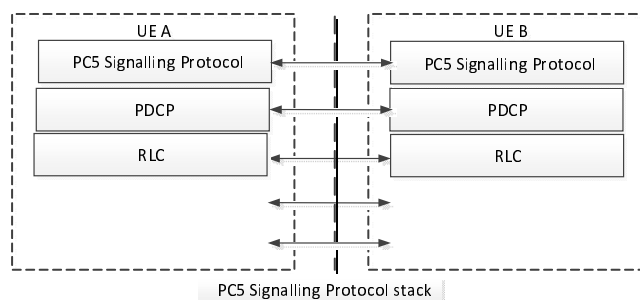 UE A
UE B
PC5 Signalling Protocol
PC5 Signalling Protocol
PDCP
PDCP
RLC
RLC
PC5 Signalling Protocol stack